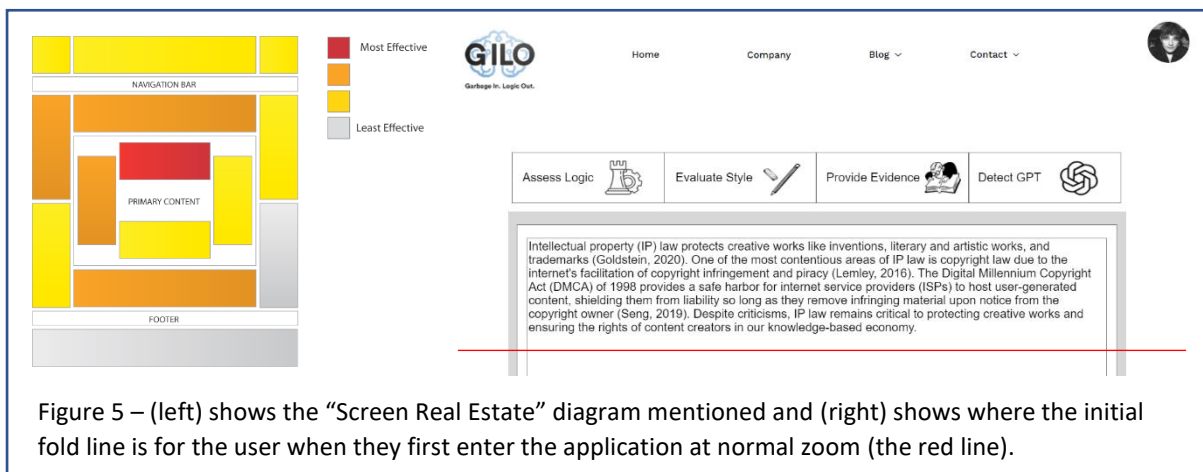 NAVIGATION BAR
PRIMARY CONTENT
FOOTER
Most Effective
Least Effective
GILO
Garbage In. Logic Out.
Home
Company
Blog
Contact
Assess Logic
Evaluate Style
Provide Evidence
Detect GPT
Intellectual property (IP) law protects creative works like inventions, literary and artistic works, and
trademarks (Goldstein, 2020). One of the most contentious areas of IP law is copyright law due to the
internet's facilitation of copyright infringement and piracy (Lemley, 2016). The Digital Millennium Copyright
Act (DMCA) of 1998 provides a safe harbor for internet service providers (ISPs) to host user-generated
content, shielding them from liability so long as they remove infringing material upon notice from the
copyright owner (Seng, 2019). Despite criticisms, IP law remains critical to protecting creative works and
ensuring the rights of content creators in our knowledge-based economy.
Figure 5 – (left) shows the “Screen Real Estate” diagram mentioned and (right) shows where the initial
fold line is for the user when they first enter the application at normal zoom (the red line).